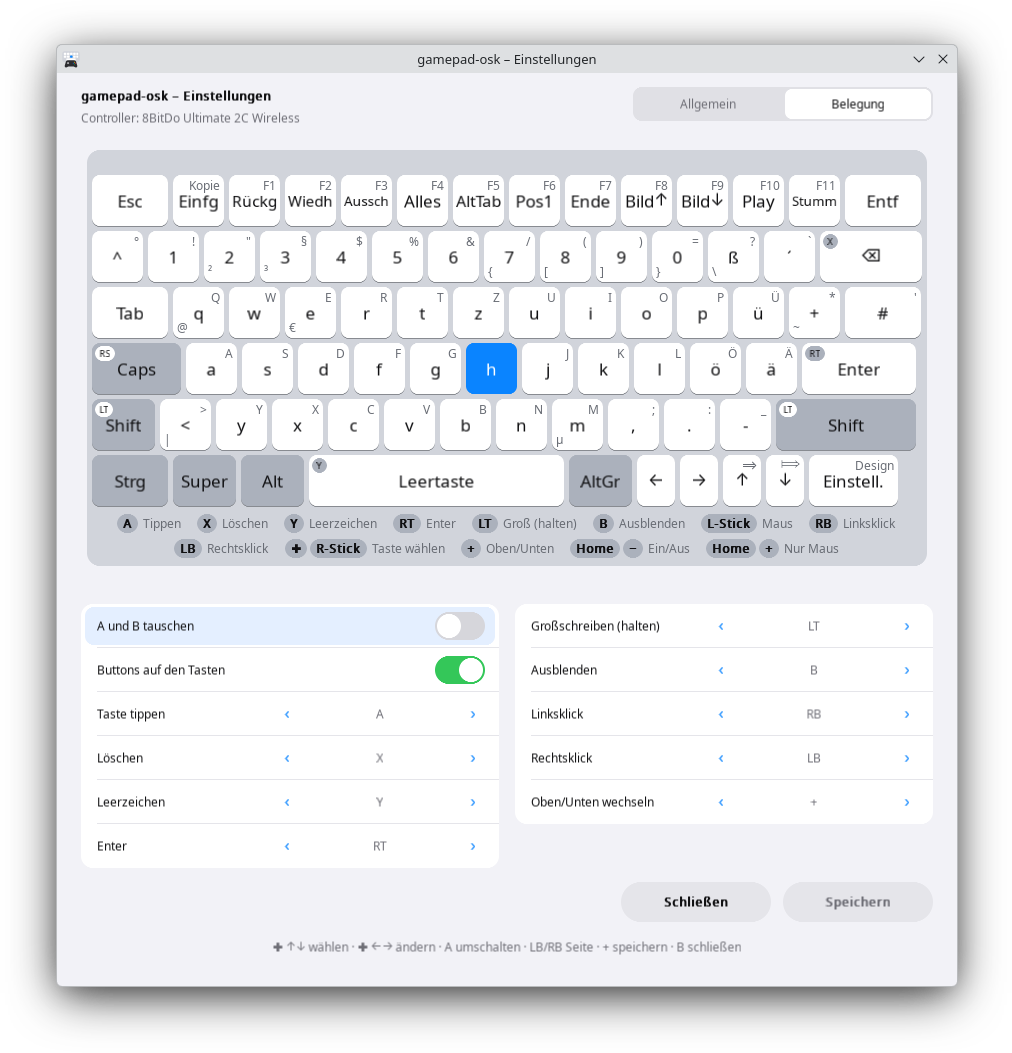 gamepad-osk – Einstellungen
gamepad-osk – Einstellungen
Controller: 8BitDo Ultimate 2C Wireless
Allgemein Belegung
Kopie F1 F2 F3 F4 F5 F6 F7 F8 F9 F10 F11
Esc Einfg Rückg Wiedh Aussch Alles AltTab Pos1 Ende Bild↑ Bild↓ Play Stumm Entf
° ! " § $ % & / ( ) = ? ` X
^ 1 2 3 4 5 6 7 8 9 0 ß ´ ⌫
² ³ { [ ] } \
Q W E R T Z U I O P Ü * '
Tab q w e r t z u i o p ü + #
@ € ~
RS A S D F G J K L Ö Ä RT
Caps a s d f g h j k l ö ä Enter
LT > Y X C V B N M ; : _ LT
Shift < y x c v b n m , . - Shift
| µ
Y ⇒ ⟾ Design
Strg Super Alt Leertaste AltGr ← → ↑ ↓ Einstell.
A Tippen X Löschen Y Leerzeichen RT Enter LT Groß (halten) B Ausblenden L-Stick Maus RB Linksklick
LB Rechtsklick ✚ R-Stick Taste wählen + Oben/Unten Home − Ein/Aus Home + Nur Maus
A und B tauschen
Buttons auf den Tasten
Taste tippen ‹ A ›
Löschen ‹ X ›
Leerzeichen ‹ Y ›
Enter ‹ RT ›
Großschreiben (halten) ‹ LT ›
Ausblenden ‹ B ›
Linksklick ‹ RB ›
Rechtsklick ‹ LB ›
Oben/Unten wechseln ‹ + ›
Schließen Speichern
✚ ↑↓ wählen · ✚ ←→ ändern · A umschalten · LB/RB Seite · + speichern · B schließen